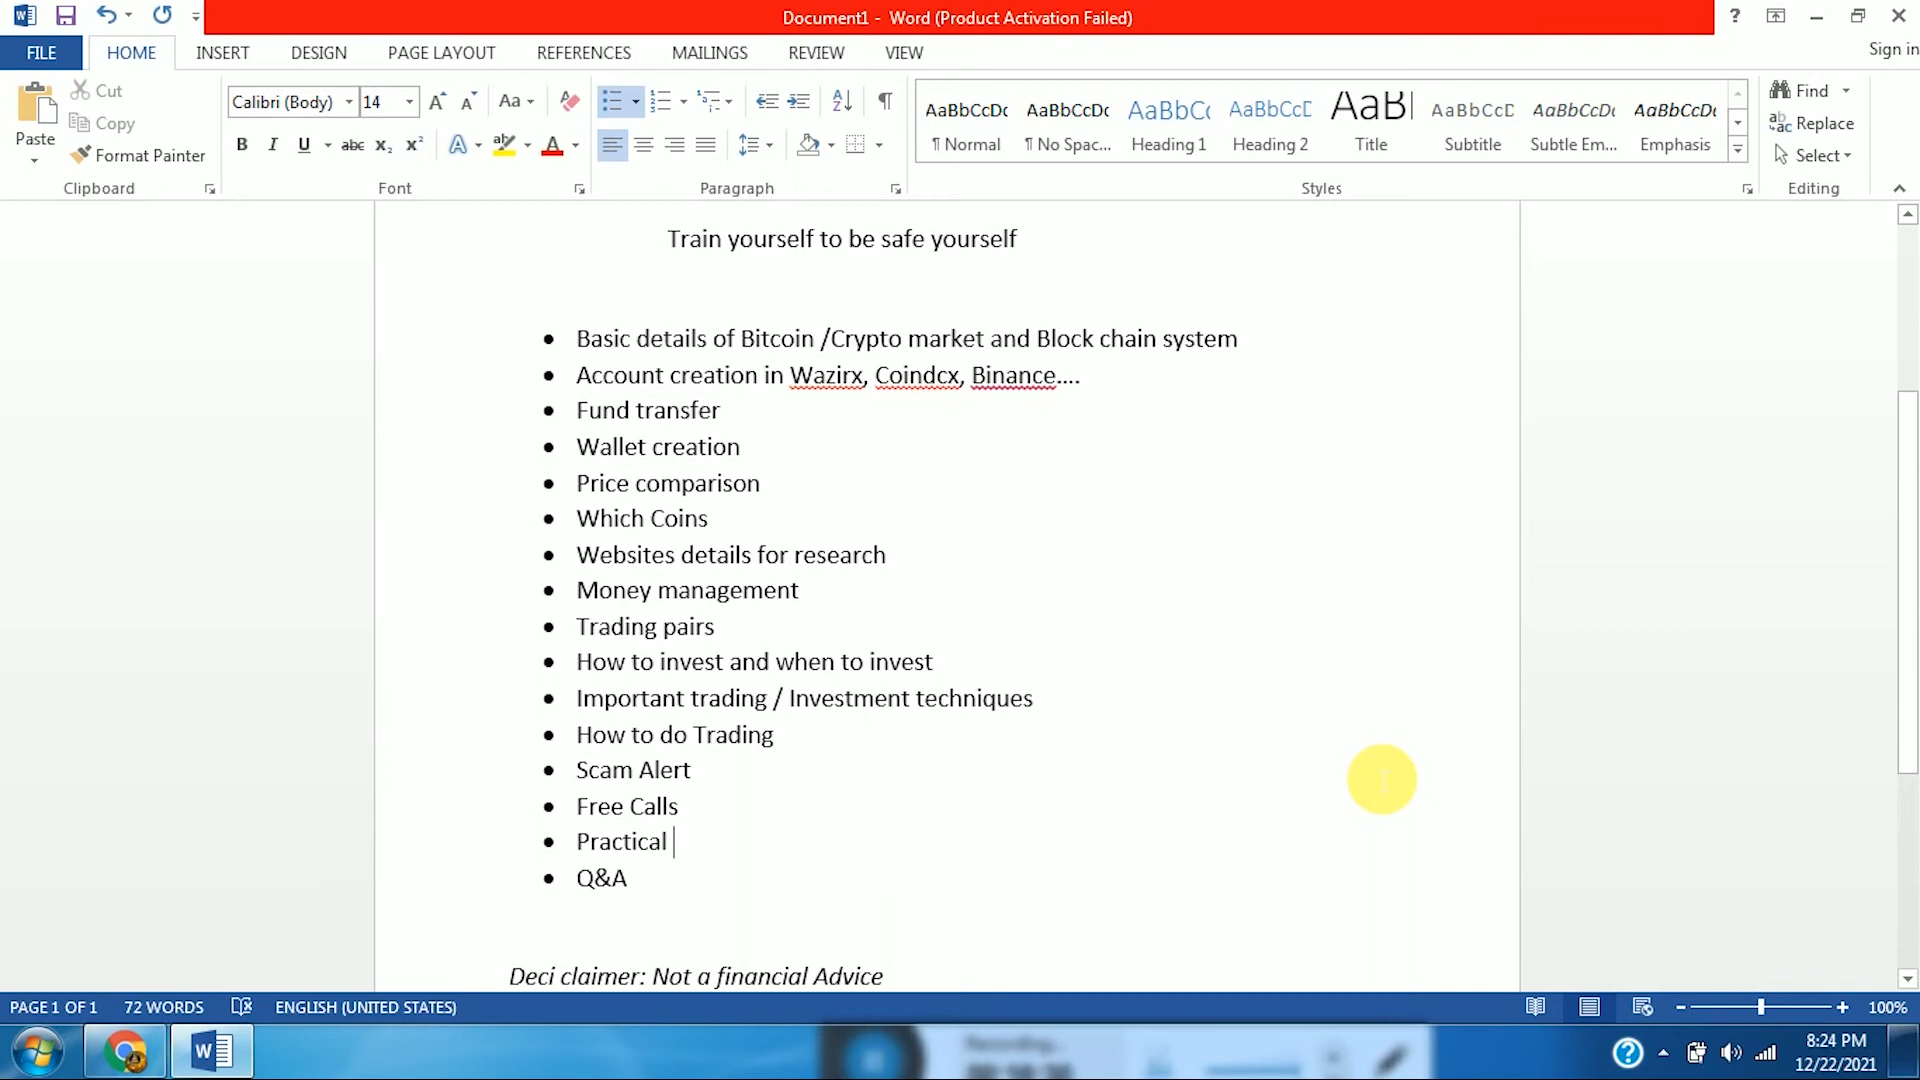 Document1 - Word (Product Activation Failed)
?
FILE HOME INSERT DESIGN PAGE LAYOUT REFERENCES MAILINGS REVIEW VIEW Sign in
Paste
Cut
Copy
Format Painter
Clipboard
Calibri (Body) 14
Font
Paragraph
AaBbCcDc AaBbCcDc AaBbCc AaBbCcD AaB AaBbCcD AaBbCcDc AaBbCcDc
¶ Normal ¶ No Spac... Heading 1 Heading 2 Title Subtitle Subtle Em... Emphasis
Styles
Find
Replace
Select
Editing
Train yourself to be safe yourself
• Basic details of Bitcoin /Crypto market and Block chain system
• Account creation in Wazirx, Coindcx, Binance....
• Fund transfer
• Wallet creation
• Price comparison
• Which Coins
• Websites details for research
• Money management
• Trading pairs
• How to invest and when to invest
• Important trading / Investment techniques
• How to do Trading
• Scam Alert
• Free Calls
• Practical
• Q&A
Deci claimer: Not a financial Advice
PAGE 1 OF 1 72 WORDS ENGLISH (UNITED STATES) 100%
8:24 PM
12/22/2021